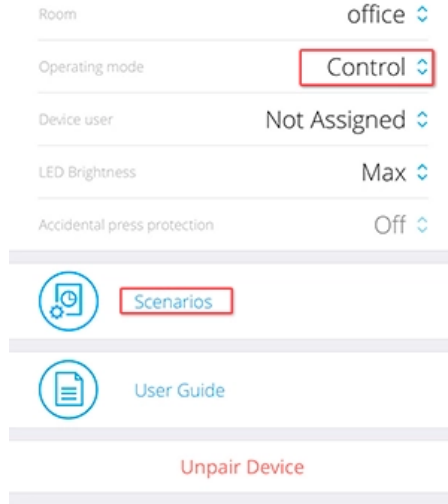 Room office
Operating mode Control
Device user Not Assigned
LED Brightness Max
Accidental press protection Off
Scenarios
User Guide
Unpair Device